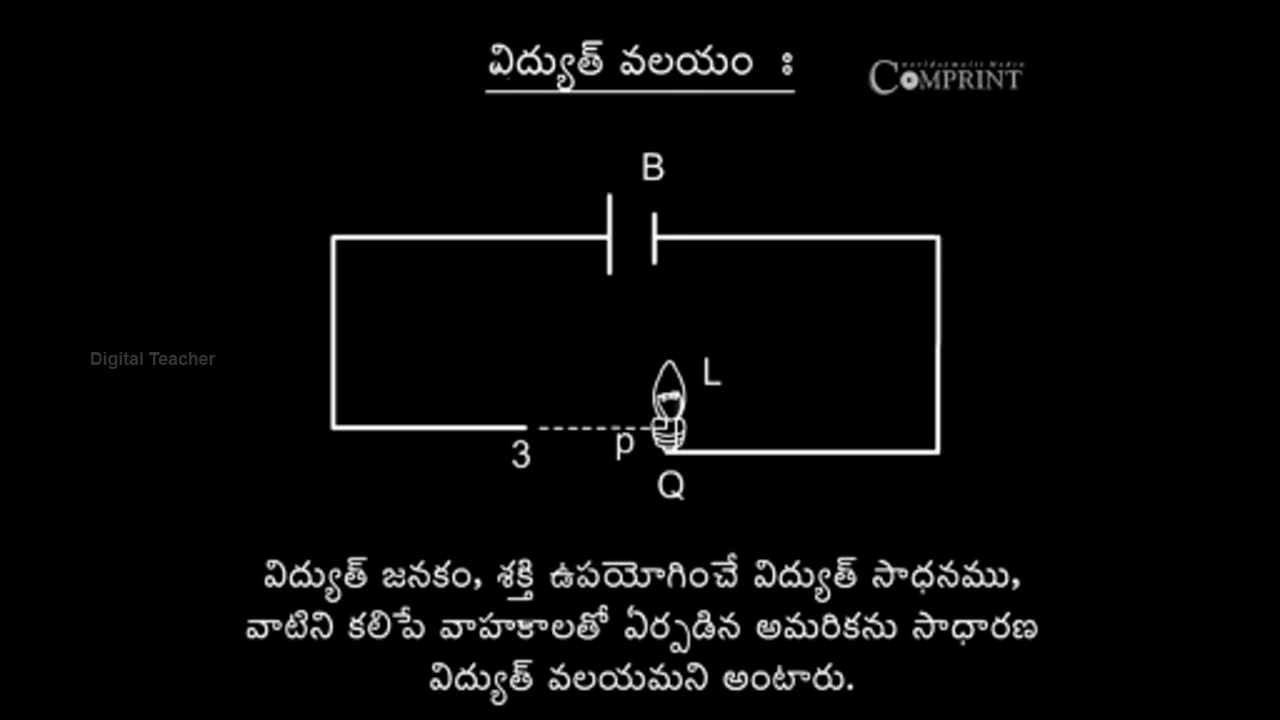 విద్యుత్ వలయం :
COMPRINT
B
Digital Teacher
L
3
p
Q
విద్యుత్ జనకం, శక్తి ఉపయోగించే విద్యుత్ సాధనము,
వాటిని కలిపే వాహకాలతో ఏర్పడిన అమరికను సాధారణ
విద్యుత్ వలయమని అంటారు.